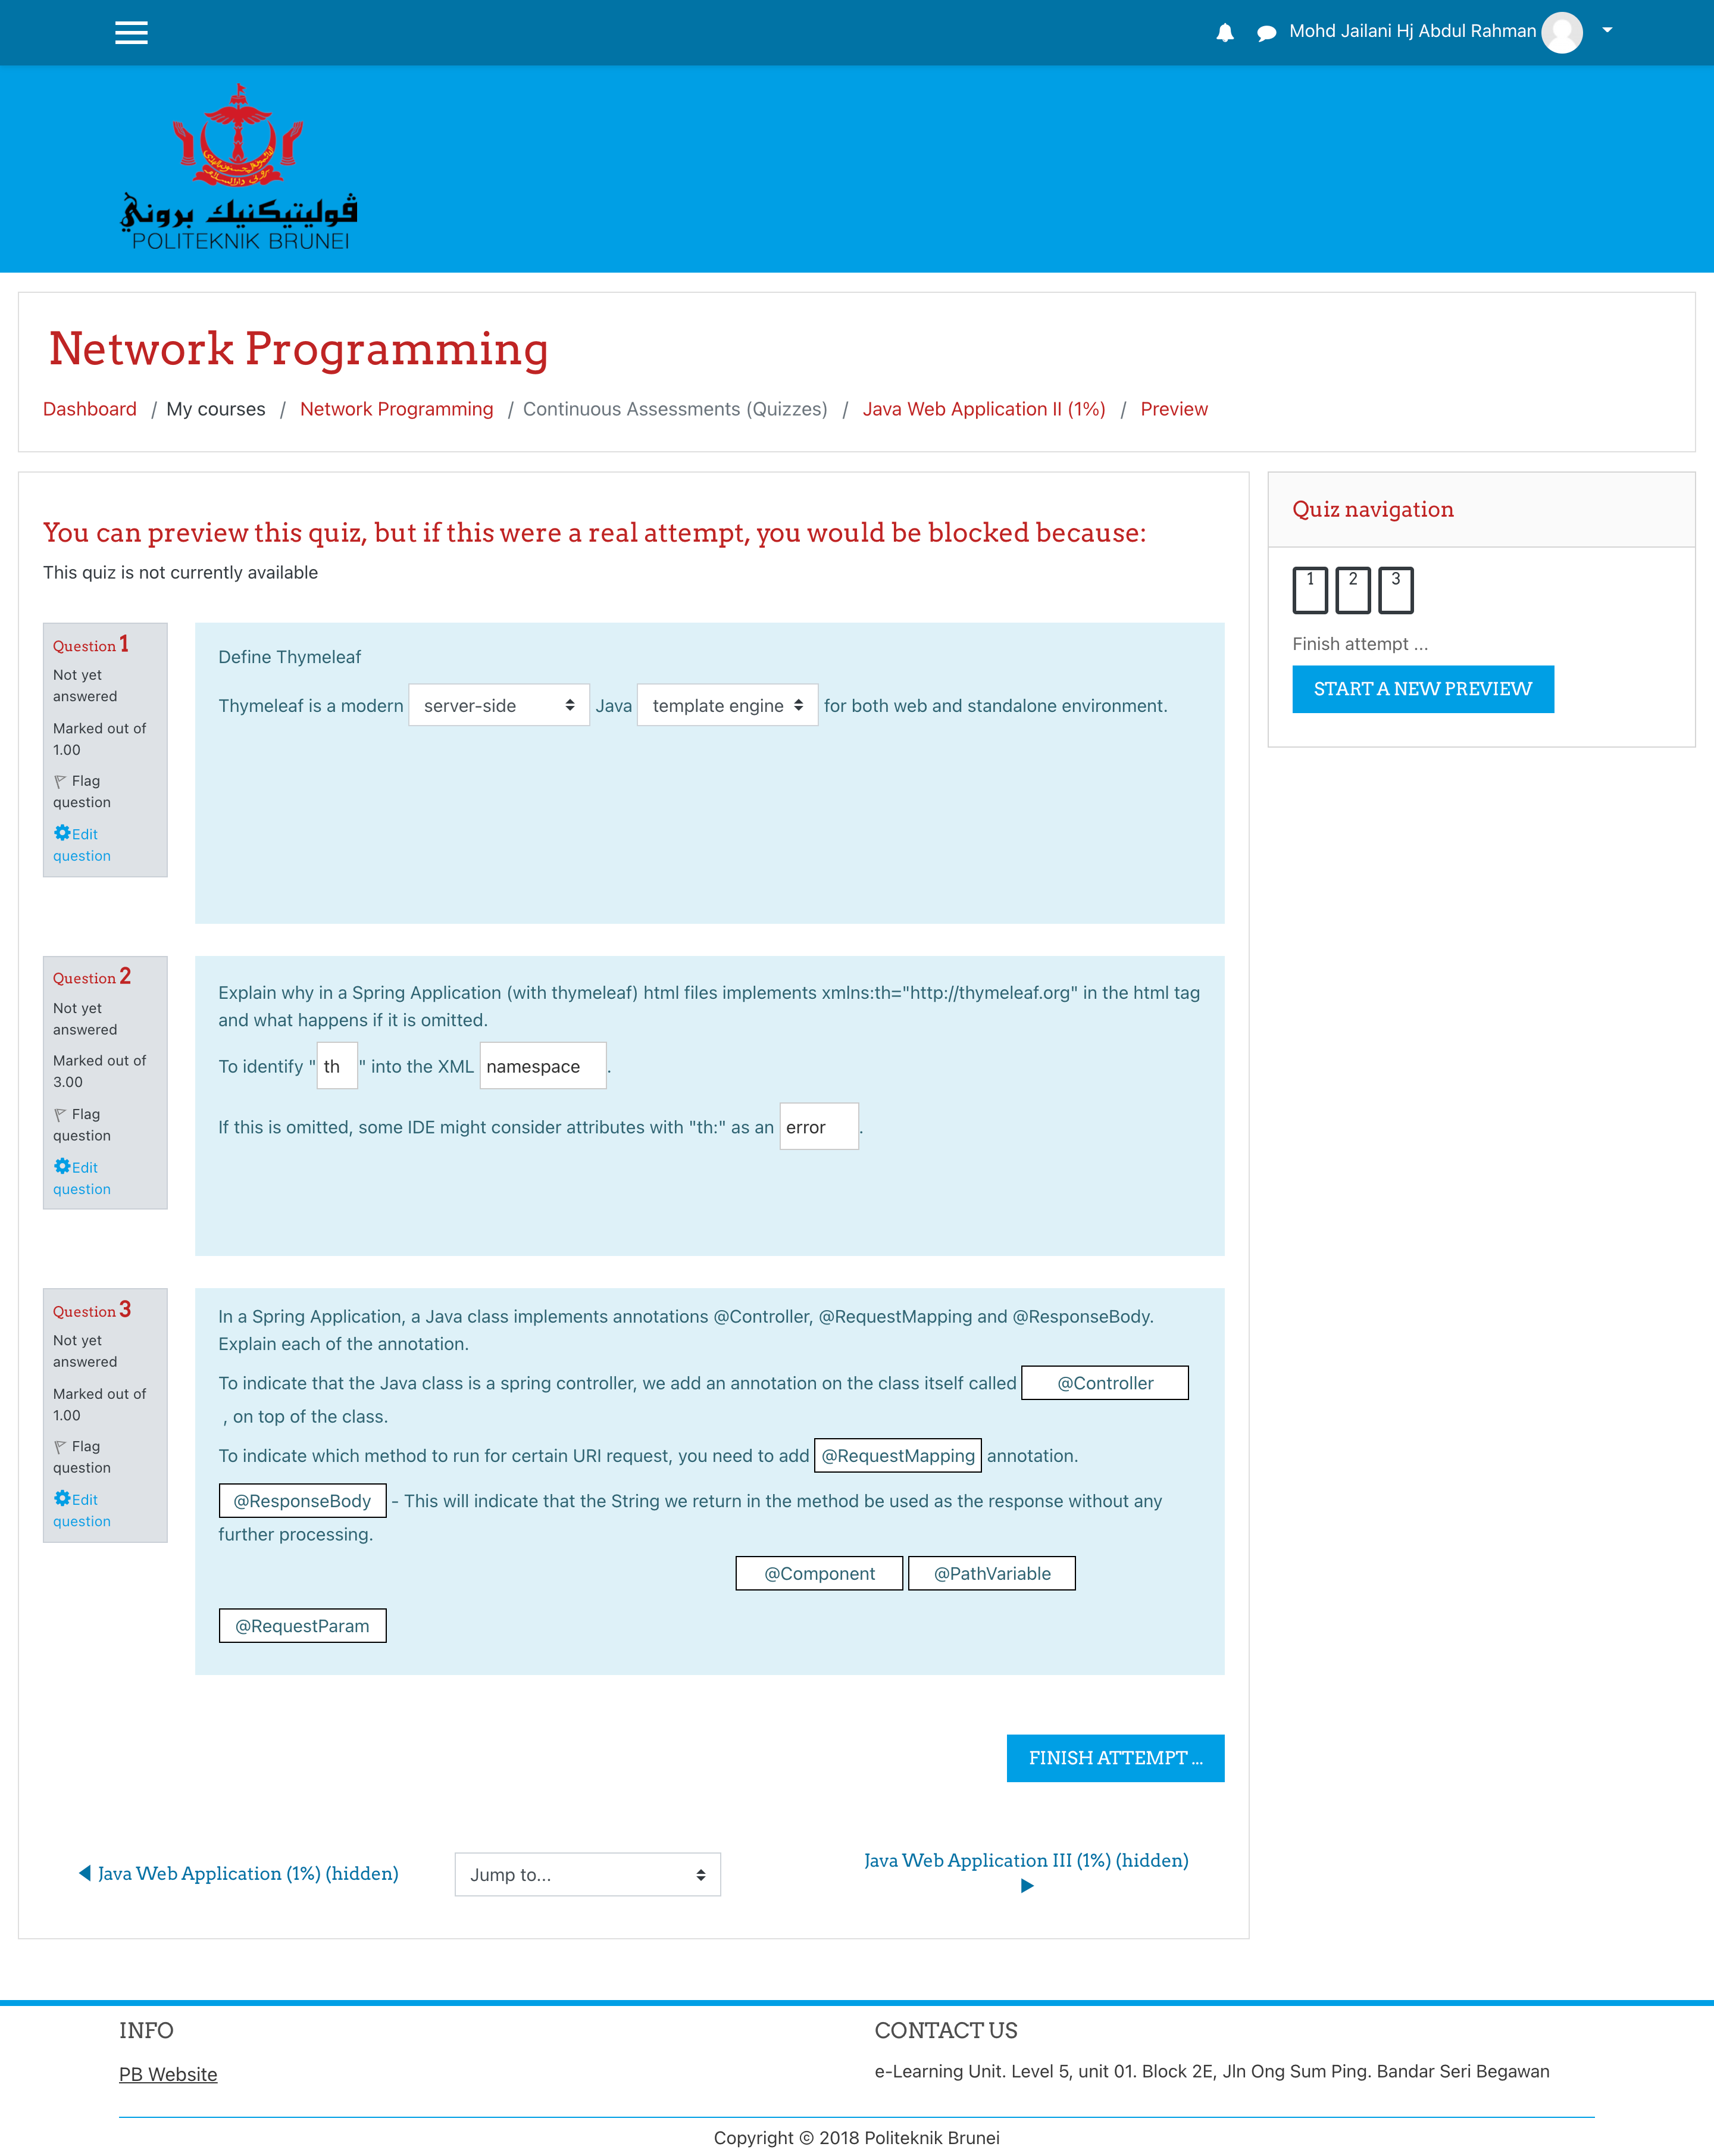 Mohd Jailani Hj Abdul Rahman
ڤوليتيكنيك بروني
POLITEKNIK BRUNEI
Network Programming
Dashboard / My courses / Network Programming / Continuous Assessments (Quizzes) / Java Web Application II (1%) / Preview
You can preview this quiz, but if this were a real attempt, you would be blocked because:
This quiz is not currently available
Question 1
Not yet
answered
Marked out of
1.00
Flag
question
Edit
question
Define Thymeleaf
Thymeleaf is a modern server-side Java template engine for both web and standalone environment.
Question 2
Not yet
answered
Marked out of
3.00
Flag
question
Edit
question
Explain why in a Spring Application (with thymeleaf) html files implements xmlns:th="http://thymeleaf.org" in the html tag
and what happens if it is omitted.
To identify "th" into the XML namespace.
If this is omitted, some IDE might consider attributes with "th:" as an error.
Question 3
Not yet
answered
Marked out of
1.00
Flag
question
Edit
question
In a Spring Application, a Java class implements annotations @Controller, @RequestMapping and @ResponseBody.
Explain each of the annotation.
To indicate that the Java class is a spring controller, we add an annotation on the class itself called @Controller
, on top of the class.
To indicate which method to run for certain URI request, you need to add @RequestMapping annotation.
@ResponseBody - This will indicate that the String we return in the method be used as the response without any
further processing.
@Component @PathVariable
@RequestParam
FINISH ATTEMPT ...
◀ Java Web Application (1%) (hidden)
Jump to...
Java Web Application III (1%) (hidden)
▶
Quiz navigation
1 2 3
Finish attempt ...
START A NEW PREVIEW
INFO
PB Website
CONTACT US
e-Learning Unit. Level 5, unit 01. Block 2E, Jln Ong Sum Ping. Bandar Seri Begawan
Copyright © 2018 Politeknik Brunei